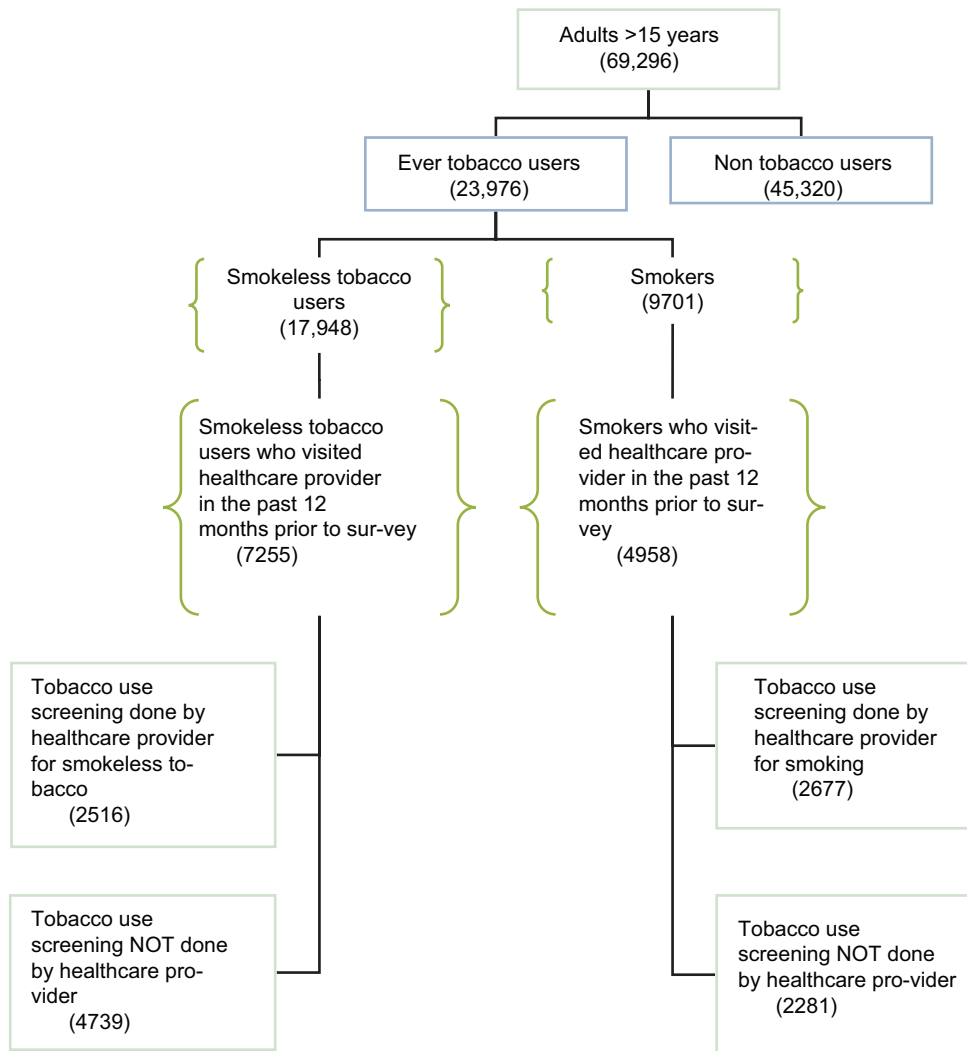 Adults >15 years
(69,296)
Ever tobacco users
(23,976)
Non tobacco users
(45,320)
Smokeless tobacco
users
(17,948)
Smokers
(9701)
Smokeless tobacco
users who visited
healthcare provider
in the past 12
months prior to sur-vey
(7255)
Smokers who visit-
ed healthcare pro-
vider in the past 12
months prior to sur-
vey
(4958)
Tobacco use
screening done by
healthcare provider
for smokeless to-
bacco
(2516)
Tobacco use
screening done by
healthcare provider
for smoking
(2677)
Tobacco use
screening NOT done
by healthcare pro-
vider
(4739)
Tobacco use
screening NOT done
by healthcare pro-vider
(2281)